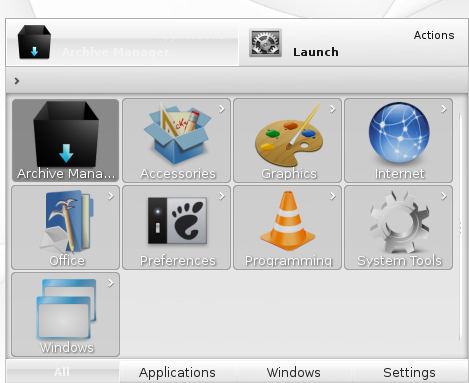 Archive Manager
Launch
Actions
Archive Mana...
Accessories
Graphics
Internet
Office
Preferences
Programming
System Tools
Windows
All
Applications
Windows
Settings